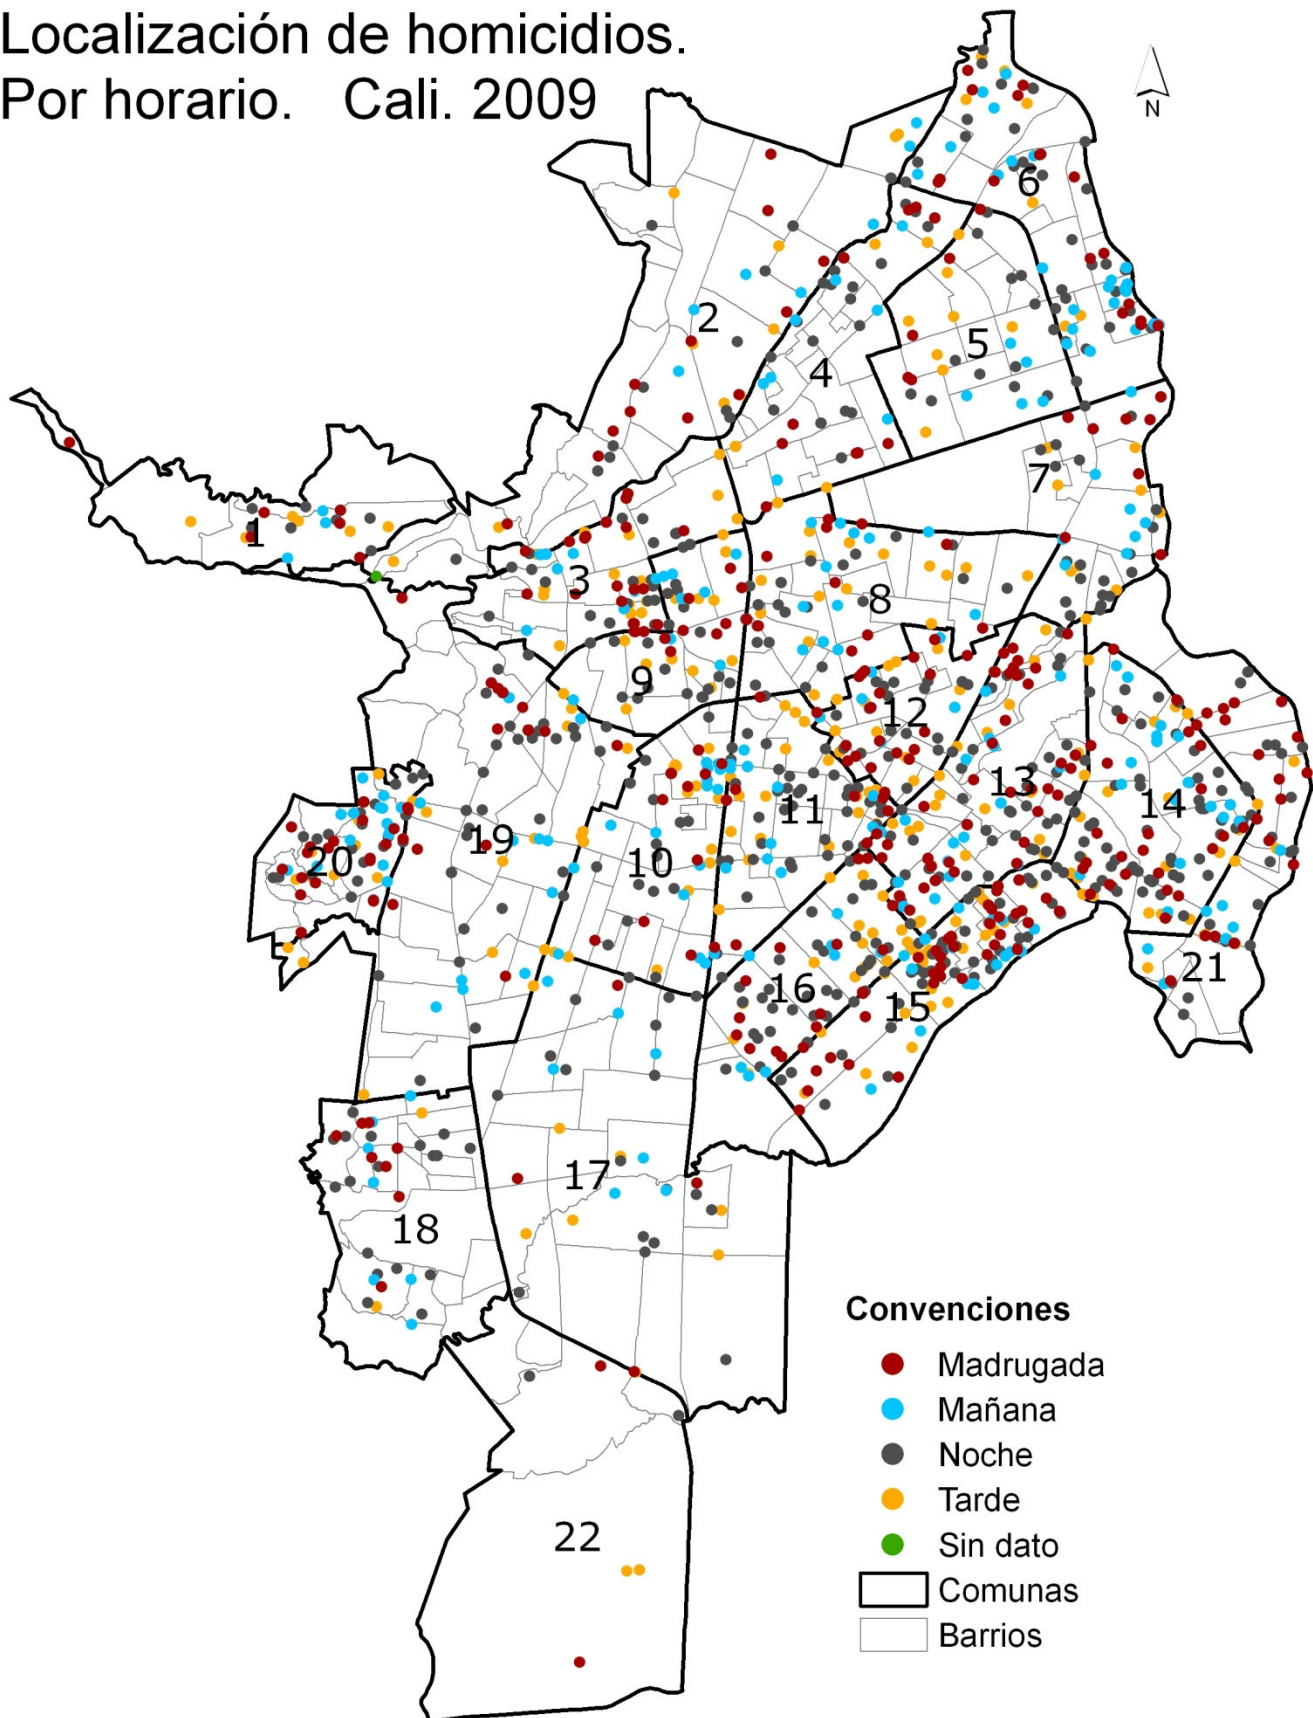 Localización de homicidios.
Por horario. Cali. 2009
N
6
2
5
4
7
1
3
8
9
12
13
14
11
20
19
10
21
16
15
17
18
22
Convenciones
Madrugada
Mañana
Noche
Tarde
Sin dato
Comunas
Barrios